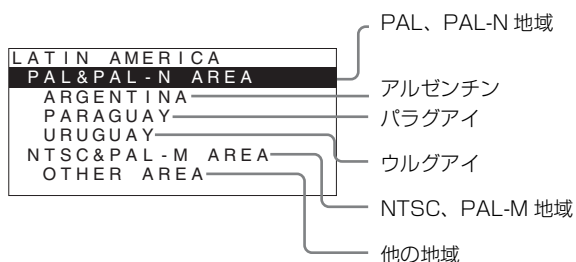 LATIN AMERICA
PAL&PAL-N AREA
ARGENTINA
PARAGUAY
URUGUAY
NTSC&PAL-M AREA
OTHER AREA
PAL、PAL-N 地域
アルゼンチン
パラグアイ
ウルグアイ
NTSC、PAL-M 地域
他の地域